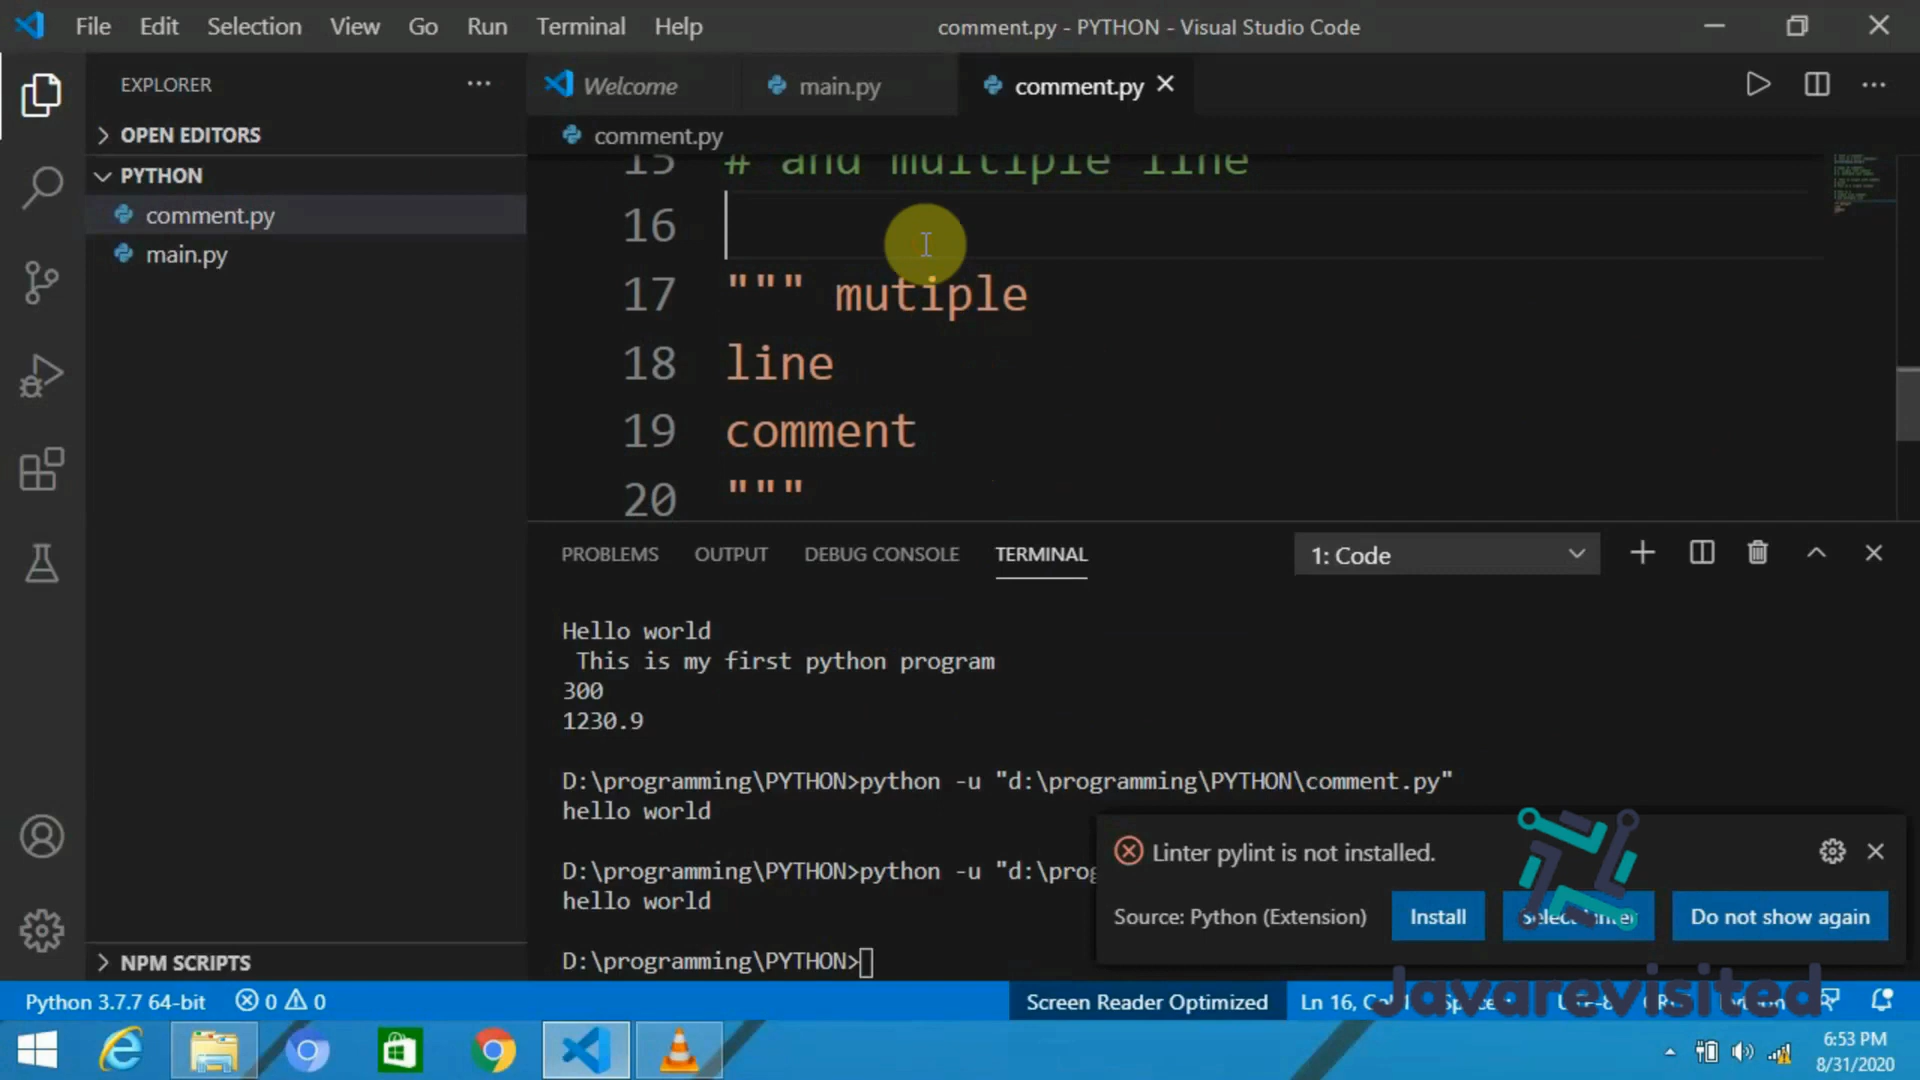 File Edit Selection View Go Run Terminal Help
comment.py - PYTHON - Visual Studio Code
EXPLORER
OPEN EDITORS
PYTHON
comment.py
main.py
NPM SCRIPTS
Welcome main.py comment.py
comment.py
15 # and multiple line
16
17 """ mutiple
18 line
19 comment
20 """
PROBLEMS OUTPUT DEBUG CONSOLE TERMINAL 1: Code
Hello world
This is my first python program
300
1230.9
D:\programming\PYTHON>python -u "d:\programming\PYTHON\comment.py"
hello world
D:\programming\PYTHON>python -u "d:\prog
hello world
D:\programming\PYTHON>
Linter pylint is not installed.
Source: Python (Extension) Install Select Linter Do not show again
Python 3.7.7 64-bit 0 0 Screen Reader Optimized Ln 16,
Javarevisited
6:53 PM
8/31/2020